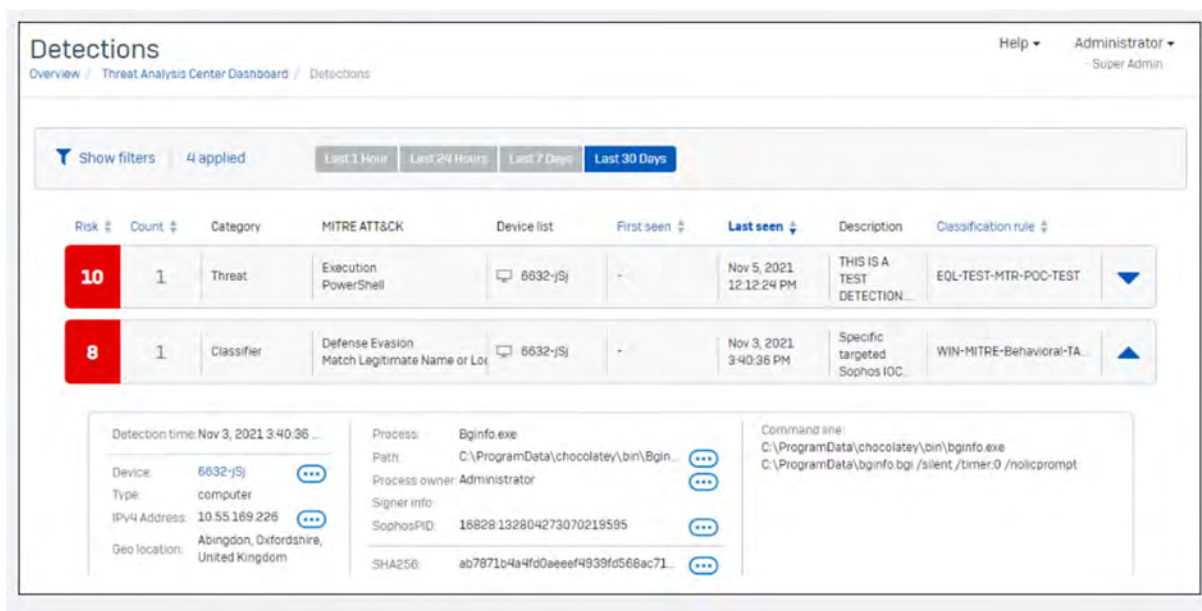 Detections
Help
Administrator
- Super Admin
Overview / Threat Analysis Center Dashboard / Detections
Show filters 4 applied
Last 1 Hour Last 24 Hours Last 7 Days Last 30 Days
Risk Count Category MITRE ATT&CK Device list First seen Last seen Description Classification rule
10 1 Threat
Execution
PowerShell
6632-jSj
-
Nov 5, 2021
12:12:24 PM
THIS IS A
TEST
DETECTION...
EQL-TEST-MTR-POC-TEST
8 1 Classifier
Defense Evasion
Match Legitimate Name or Loc
6632-jSj
-
Nov 3, 2021
3:40:36 PM
Specific
targeted
Sophos IOC...
WIN-MITRE-Behavioral-TA...
Detection time: Nov 3, 2021 3:40:36 ...
Device: 6632-jSj
Type: computer
IPv4 Address: 10.55.169.226
Geo location: Abingdon, Oxfordshire,
United Kingdom
Process: Bginfo.exe
Path: C:\ProgramData\chocolatey\bin\Bgin...
Process owner: Administrator
Signer info:
SophosPID: 16828:132804273070219595
SHA256: ab7871b4a4fd0aeeef4939fd568ac71...
Command line:
C:\ProgramData\chocolatey\bin\bginfo.exe
C:\ProgramData\bginfo.bgi /silent /timer:0 /nolicprompt